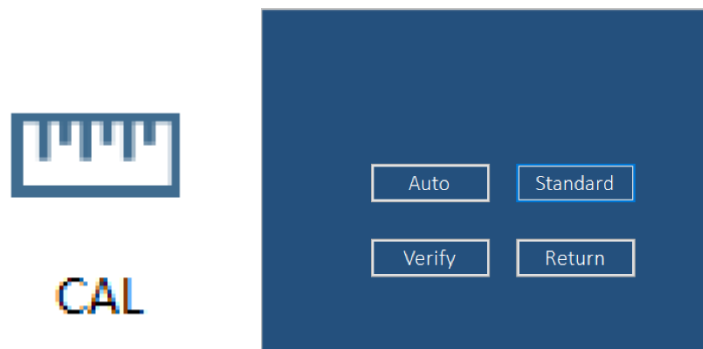 CAL
Auto
Standard
Verify
Return